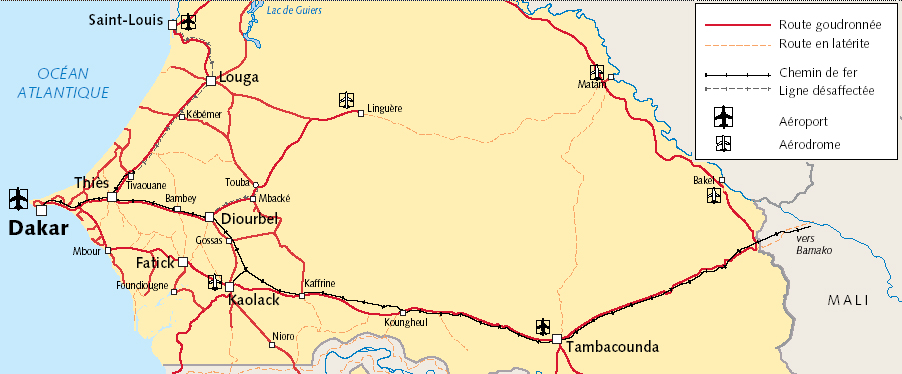 Saint-Louis
Lac de Guiers
Route goudronnée
Route en latérite
Chemin de fer
Ligne désaffectée
Aéroport
Aérodrome
OCÉAN
ATLANTIQUE
Louga
Matam
Linguère
Kébémer
Thies
Tivaouane
Touba
Bakel
Bambey
Mbacké
Dakar
Diourbel
Gossas
Mbour
vers
Bamako
Fatick
Foundiougne
Kaolack
Kaffrine
MALI
Koungheul
Nioro
Tambacounda